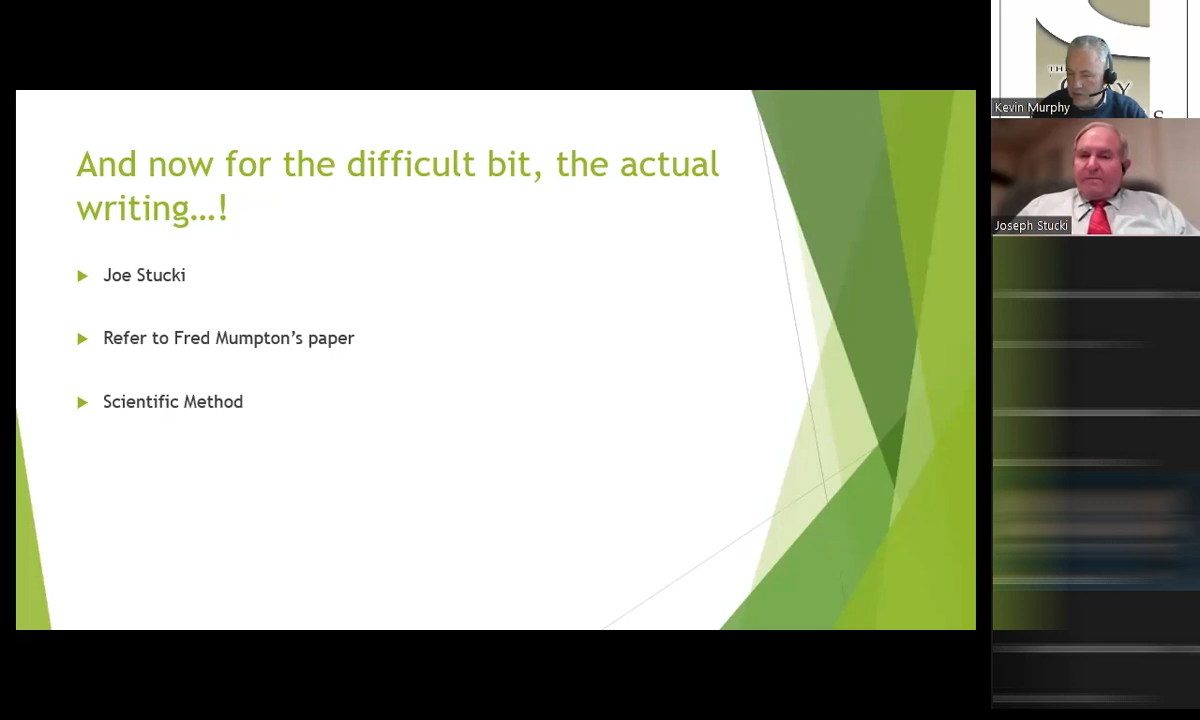 And now for the difficult bit, the actual
writing…!
Joe Stucki
Refer to Fred Mumpton’s paper
Scientific Method
Kevin Murphy
Joseph Stucki